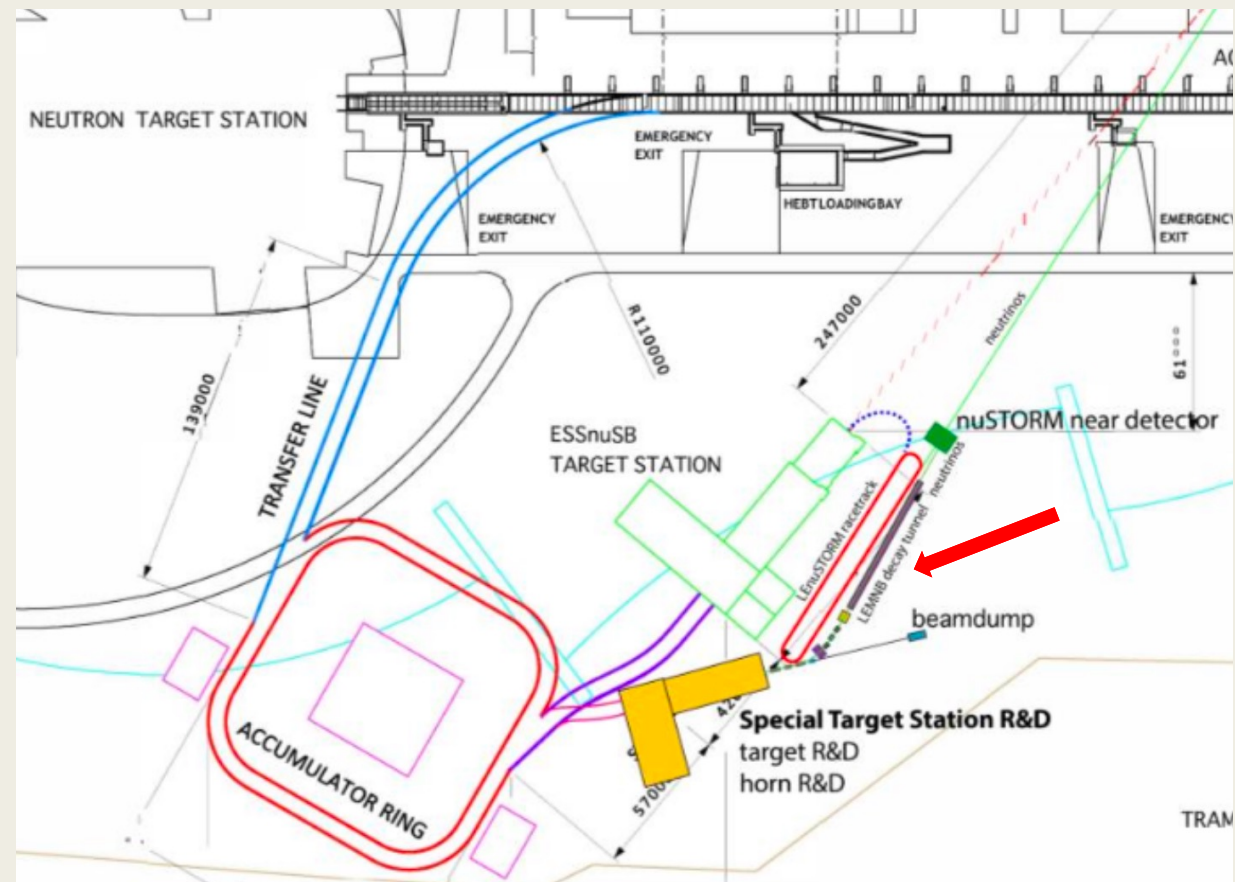 NEUTRON TARGET STATION
EMERGENCY
EXIT
HEBT LOADING BAY
EMERGENCY
EXIT
EMERGENCY
EXIT
R110000
247000
neutrinos
139000
TRANSFER LINE
ESSnuSB
TARGET STATION
nuSTORM near detector
neutrinos
LEnuSTORM racetrack
LEMNB decay tunnel
beamdump
ACCUMULATOR RING
Special Target Station R&D
target R&D
horn R&D